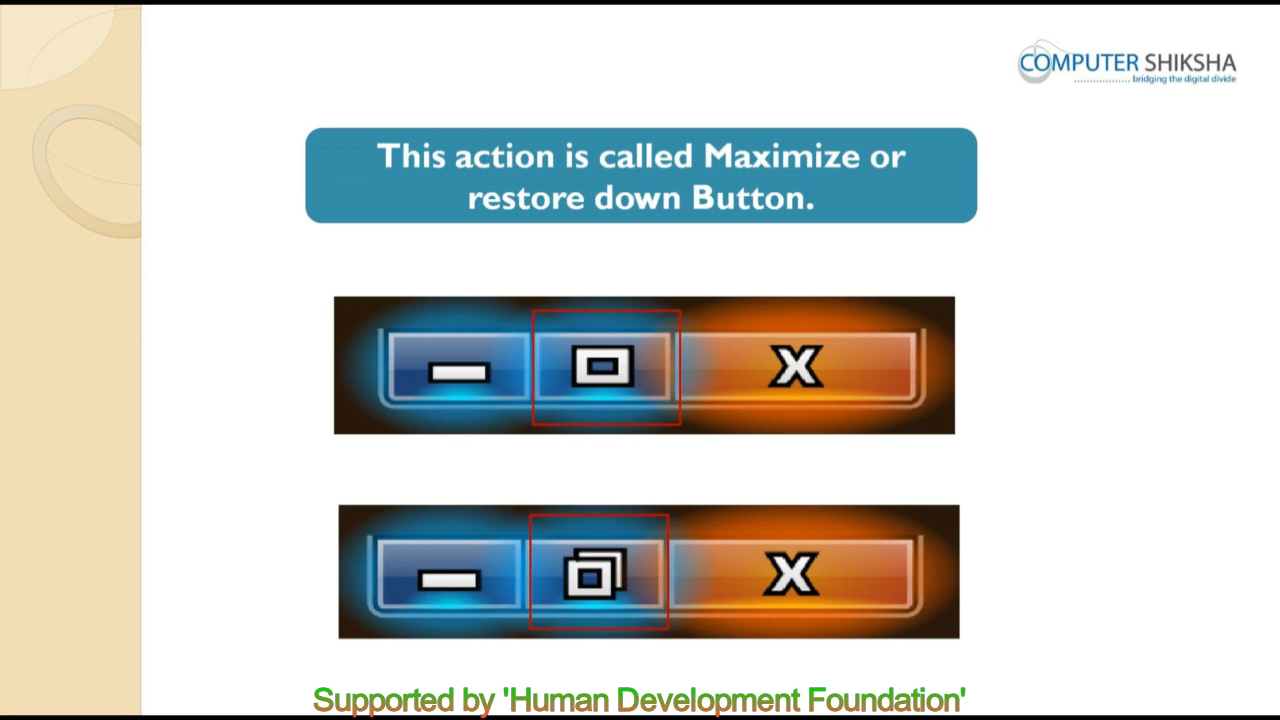 COMPUTER SHIKSHA
bridging the digital divide
This action is called Maximize or
restore down Button.
Supported by 'Human Development Foundation'